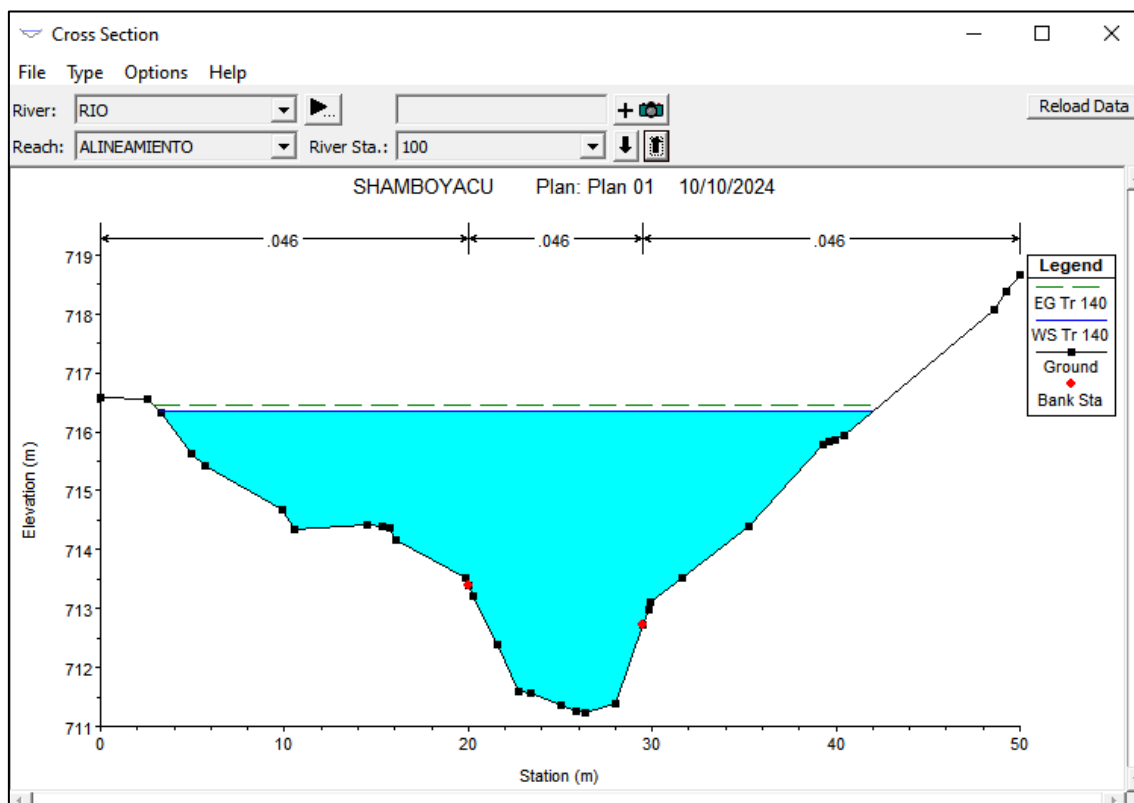 Cross Section
File Type Options Help
River: RIO ... Reload Data
Reach: ALINEAMIENTO River Sta.: 100
SHAMBOYACU Plan: Plan 01 10/10/2024
.046 .046 .046
719
718
717
716
715
714
713
712
711
Elevation (m)
0 10 20 30 40 50
Station (m)
Legend
EG Tr 140
WS Tr 140
Ground
Bank Sta